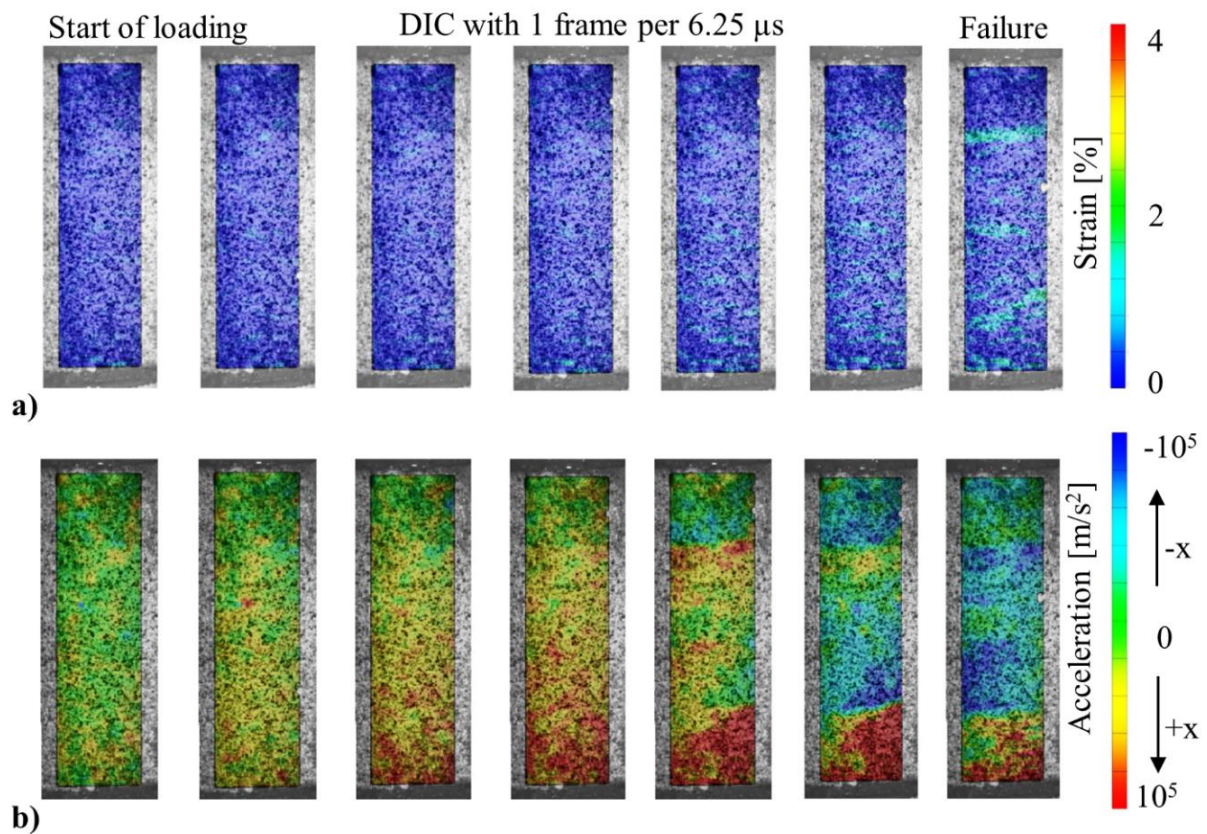 Start of loading
DIC with 1 frame per 6.25 µs
Failure
4
Strain [%]
2
0
a)
-10⁵
-x
Acceleration [m/s²]
0
+x
10⁵
b)